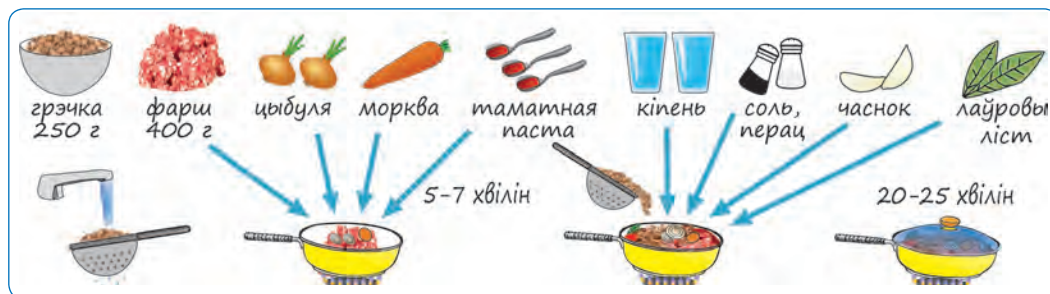 грэчка
250 г
фарш
400 г
цыбуля
морква
таматная
паста
кіпень
соль,
перац
часнок
лаўровы
ліст
5-7 хвілін
20-25 хвілін